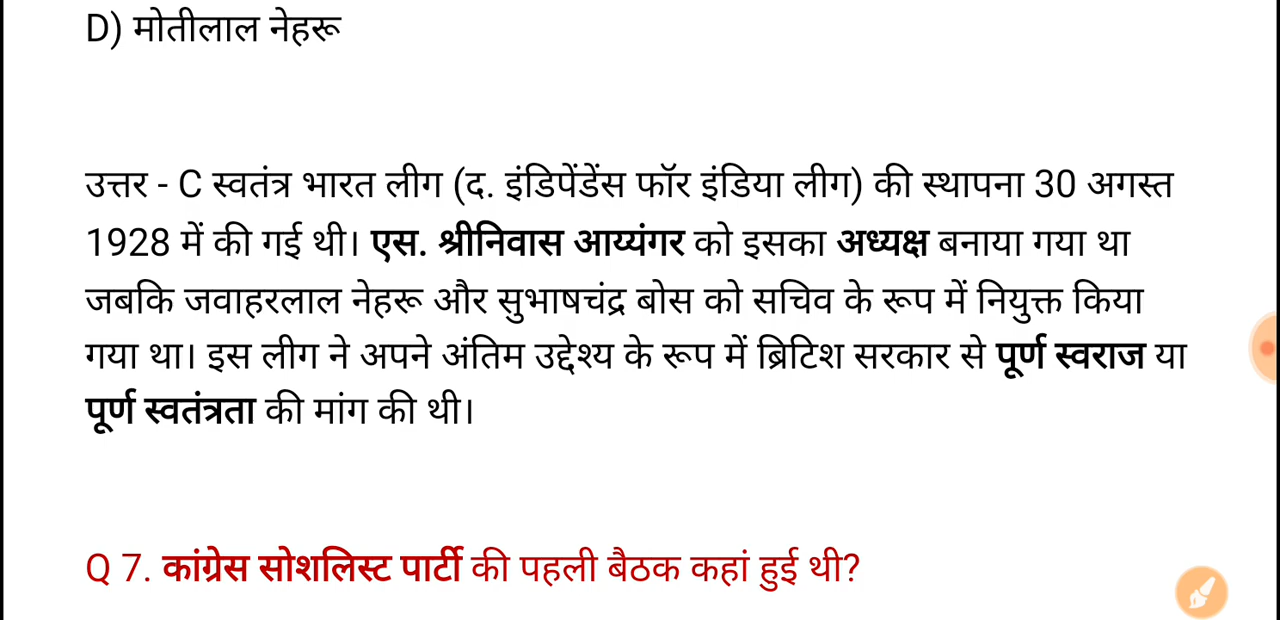 D) मोतीलाल नेहरू
उत्तर - C स्वतंत्र भारत लीग (द. इंडिपेंडेंस फॉर इंडिया लीग) की स्थापना 30 अगस्त
1928 में की गई थी। एस. श्रीनिवास आय्यंगर को इसका अध्यक्ष बनाया गया था
जबकि जवाहरलाल नेहरू और सुभाषचंद्र बोस को सचिव के रूप में नियुक्त किया
गया था। इस लीग ने अपने अंतिम उद्देश्य के रूप में ब्रिटिश सरकार से पूर्ण स्वराज या
पूर्ण स्वतंत्रता की मांग की थी।
Q 7. कांग्रेस सोशलिस्ट पार्टी की पहली बैठक कहां हुई थी?